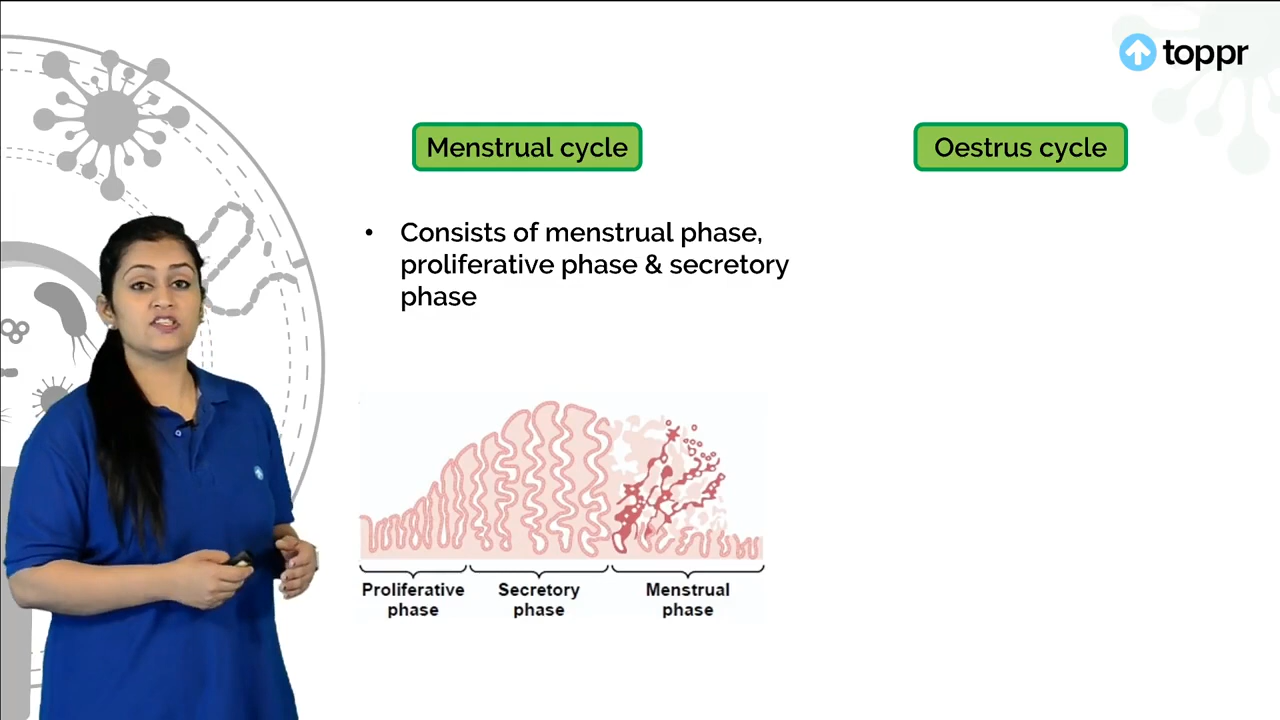 toppr
Menstrual cycle
Oestrus cycle
• Consists of menstrual phase,
proliferative phase & secretory
phase
Proliferative
phase
Secretory
phase
Menstrual
phase